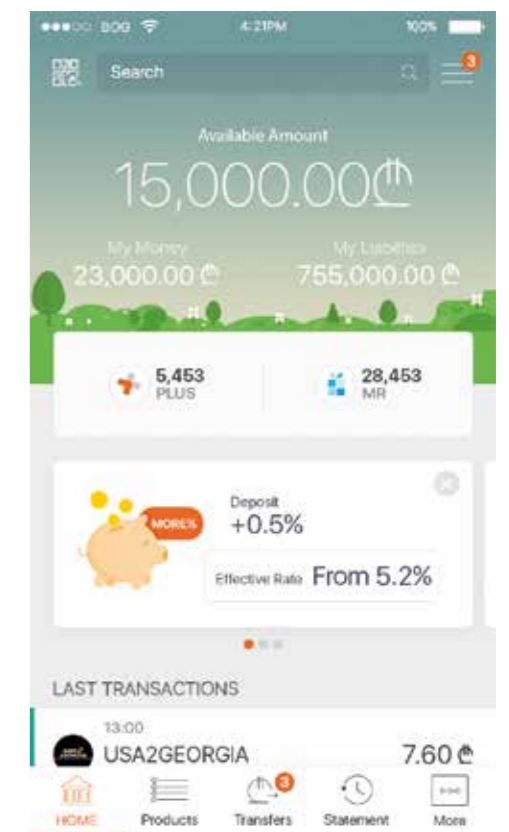 ●●●○○ BOG 4:21PM 100%
Search
3
Available Amount
15,000.00₾
My Money My Liabilities
23,000.00 ₾ 755,000.00 ₾
5,453 28,453
PLUS MR
MORE%
Deposit
+0.5%
Effective Rate From 5.2%
LAST TRANSACTIONS
13:00
USA2GEORGIA 7.60 ₾
3
HOME Products Transfers Statement More